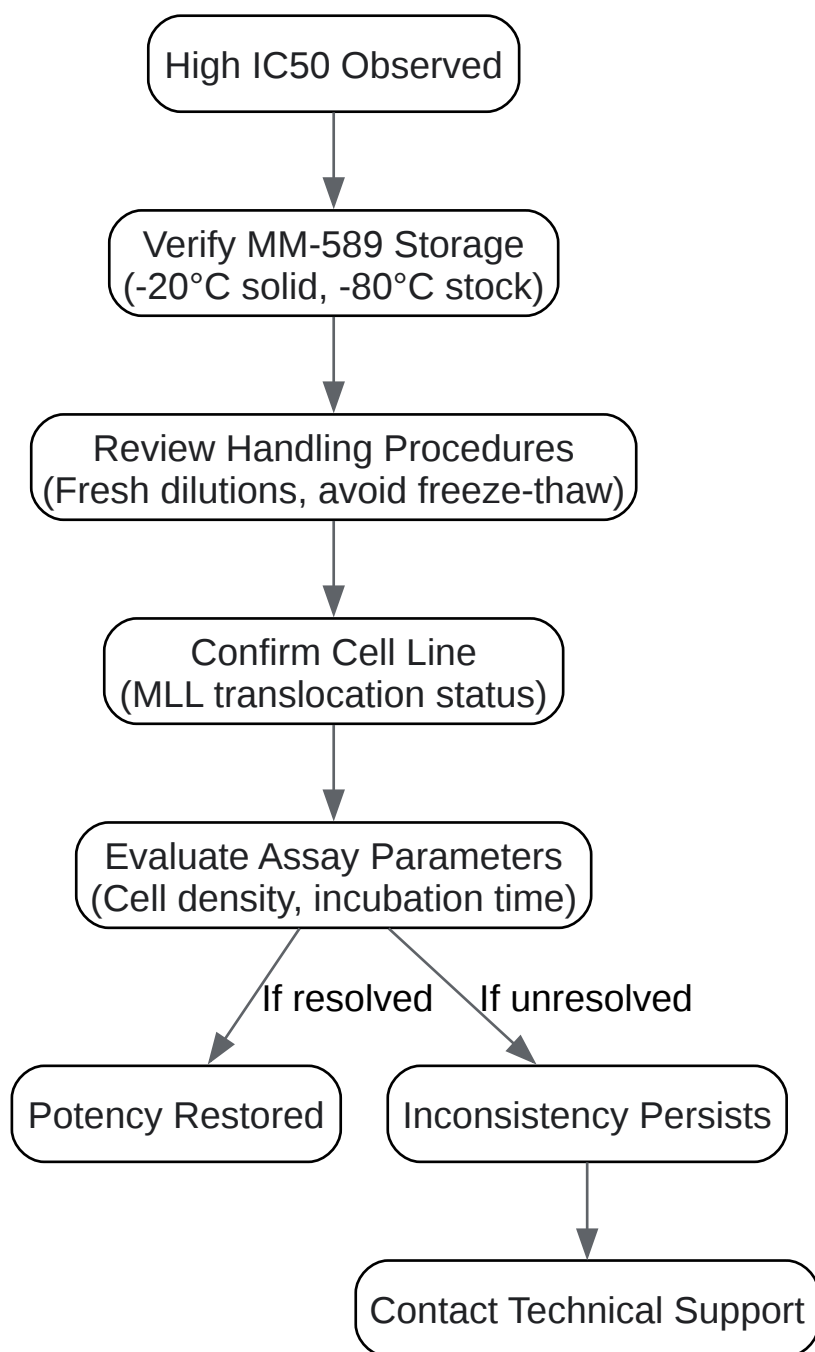 High IC50 Observed
Verify MM-589 Storage
(-20°C solid, -80°C stock)
Review Handling Procedures
(Fresh dilutions, avoid freeze-thaw)
Confirm Cell Line
(MLL translocation status)
Evaluate Assay Parameters
(Cell density, incubation time)
If resolved
If unresolved
Potency Restored
Inconsistency Persists
Contact Technical Support